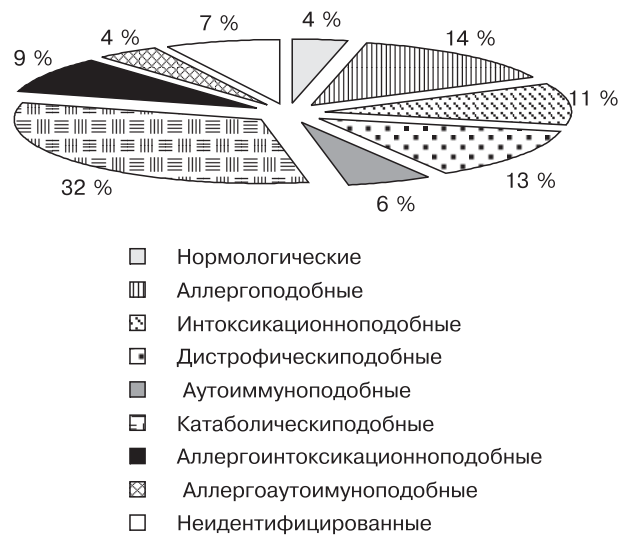 7 %
4 %
4 %
14 %
9 %
11 %
32 %
13 %
6 %
Нормологические
Аллергоподобные
Интоксикационноподобные
Дистрофическиподобные
Аутоиммуноподобные
Катаболическиподобные
Аллергоинтоксикационноподобные
Аллергоаутоимуноподобные
Неидентифицированные